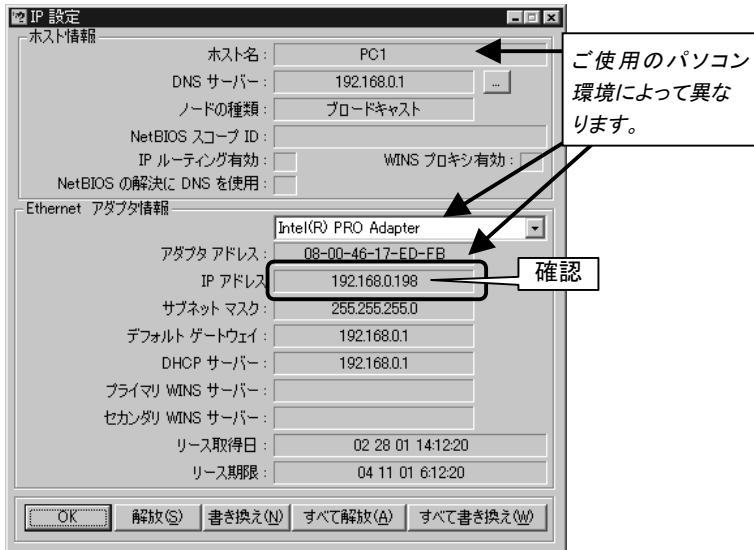 IP 設定
ホスト情報
ホスト名 : PC1
DNS サーバー : 192.168.0.1 ...
ノードの種類 : ブロードキャスト
NetBIOS スコープ ID :
IP ルーティング有効 : WINS プロキシ有効 :
NetBIOS の解決に DNS を使用 :
ご使用のパソコン
環境によって異な
ります。
Ethernet アダプタ情報
Intel(R) PRO Adapter
アダプタ アドレス : 08-00-46-17-ED-FB
IP アドレス 192.168.0.198
確認
サブネット マスク : 255.255.255.0
デフォルト ゲートウェイ : 192.168.0.1
DHCP サーバー : 192.168.0.1
プライマリ WINS サーバー :
セカンダリ WINS サーバー :
リース取得日 : 02 28 01 14:12:20
リース期限 : 04 11 01 6:12:20
OK 解放(S) 書き換え(N) すべて解放(A) すべて書き換え(W)